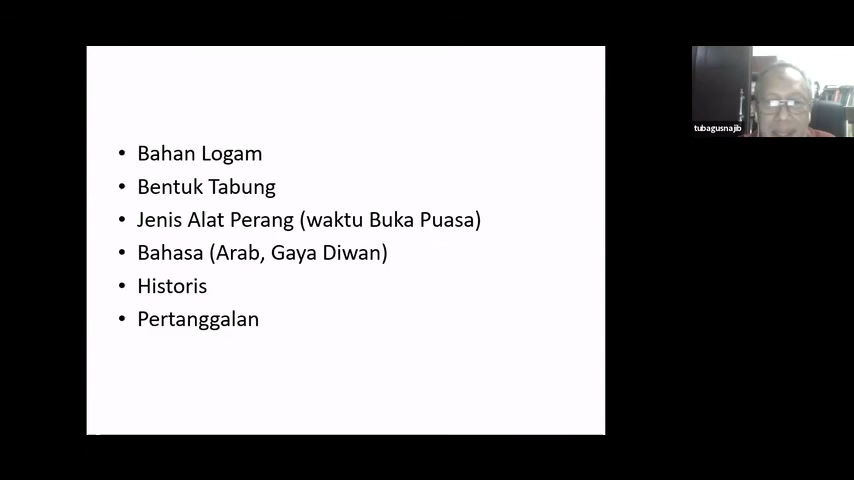 • Bahan Logam
• Bentuk Tabung
• Jenis Alat Perang (waktu Buka Puasa)
• Bahasa (Arab, Gaya Diwan)
• Historis
• Pertanggalan
tubagusnajib